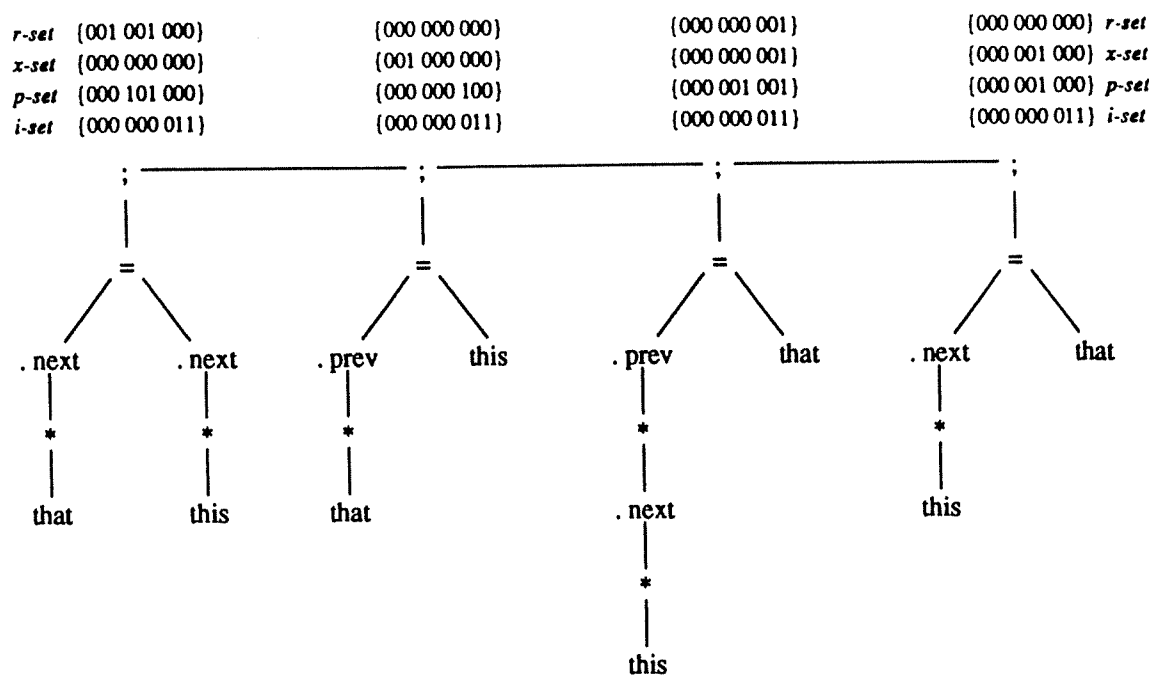 r-set {001 001 000} {000 000 000} {000 000 001} {000 000 000} r-set
x-set {000 000 000} {001 000 000} {000 000 001} {000 001 000} x-set
p-set {000 101 000} {000 000 100} {000 001 001} {000 001 000} p-set
i-set {000 000 011} {000 000 011} {000 000 011} {000 000 011} i-set
; ; ; ;
= = = =
. next . next . prev this . prev that . next that
* * * * *
that this that . next this
*
this